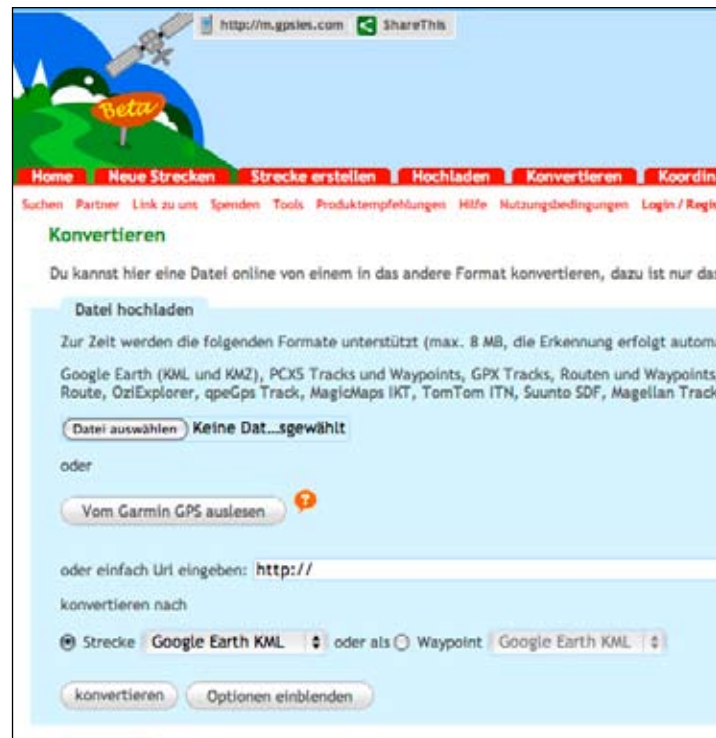 http://m.gpsies.com ShareThis
Beta
Home Neue Strecken Strecke erstellen Hochladen Konvertieren Koordin
Suchen Partner Link zu uns Spenden Tools Produktempfehlungen Hilfe Nutzungsbedingungen Login / Regis
Konvertieren
Du kannst hier eine Datei online von einem in das andere Format konvertieren, dazu ist nur das
Datei hochladen
Zur Zeit werden die folgenden Formate unterstützt (max. 8 MB, die Erkennung erfolgt automa
Google Earth (KML und KMZ), PCX5 Tracks und Waypoints, GPX Tracks, Routen und Waypoints
Route, OziExplorer, qpeGps Track, MagicMaps IKT, TomTom ITN, Suunto SDF, Magellan Track
Datei auswählen Keine Dat...sgewählt
oder
Vom Garmin GPS auslesen ?
oder einfach Url eingeben: http://
konvertieren nach
Strecke Google Earth KML oder als Waypoint Google Earth KML
konvertieren Optionen einblenden